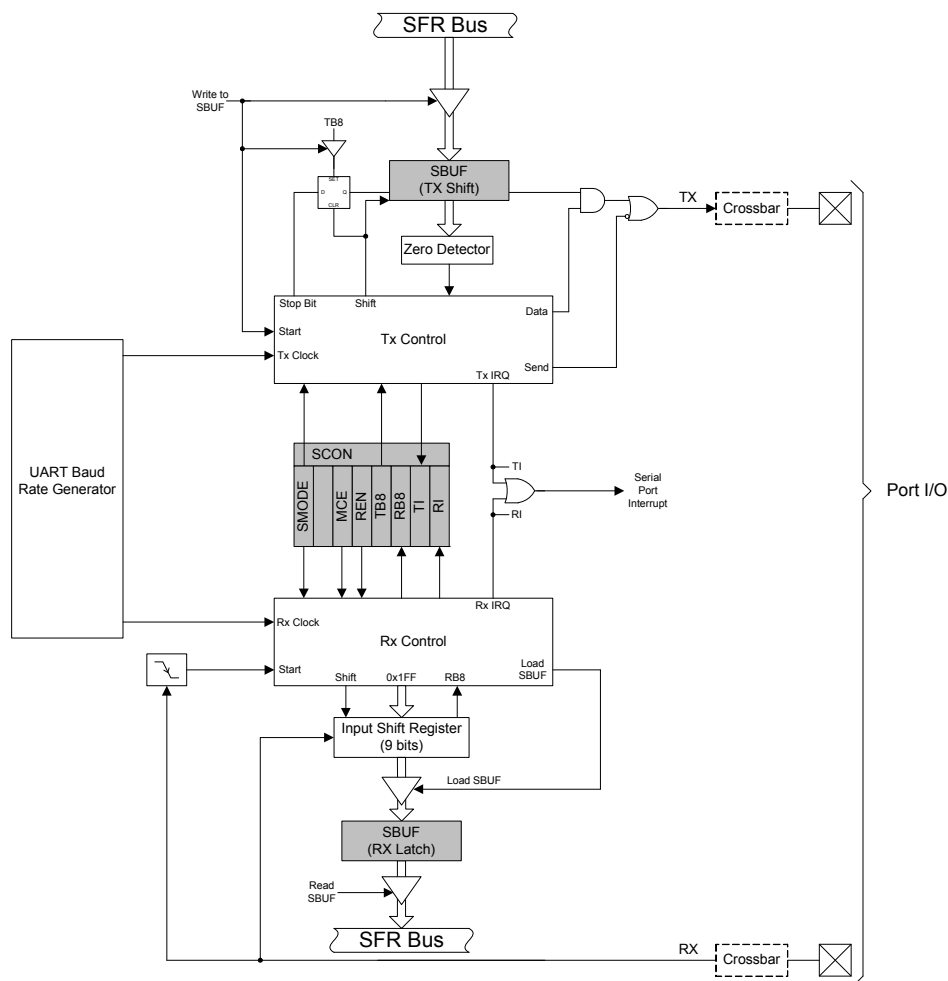 SFR Bus
Write to
SBUF
TB8
SET
D
Q
CLR
SBUF
(TX Shift)
TX
Crossbar
Zero Detector
Stop Bit
Shift
Data
Start
Tx Control
Tx Clock
Send
Tx IRQ
UART Baud
Rate Generator
SCON
SMODE
MCE
REN
TB8
RB8
TI
RI
TI
Serial
Port
Interrupt
RI
Port I/O
Rx IRQ
Rx Clock
Rx Control
Start
Load
SBUF
Shift
0x1FF
RB8
Input Shift Register
(9 bits)
Load SBUF
SBUF
(RX Latch)
Read
SBUF
SFR Bus
RX
Crossbar